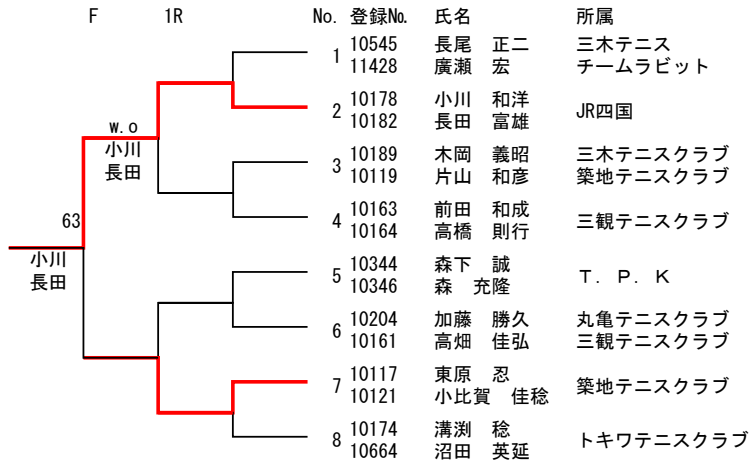 F 1R No. 登録No. 氏名 所属
1 10545 長尾 正二 三木テニス
11428 廣瀬 宏 チームラビット
2 10178 小川 和洋 JR四国
10182 長田 富雄
w.o
小川
長田
3 10189 木岡 義昭 三木テニスクラブ
10119 片山 和彦 築地テニスクラブ
4 10163 前田 和成 三観テニスクラブ
10164 高橋 則行
63
小川
長田
5 10344 森下 誠 T. P. K
10346 森 充隆
6 10204 加藤 勝久 丸亀テニスクラブ
10161 高畑 佳弘 三観テニスクラブ
7 10117 東原 忍 築地テニスクラブ
10121 小比賀 佳稔
8 10174 溝渕 稔 トキワテニスクラブ
10664 沼田 英延